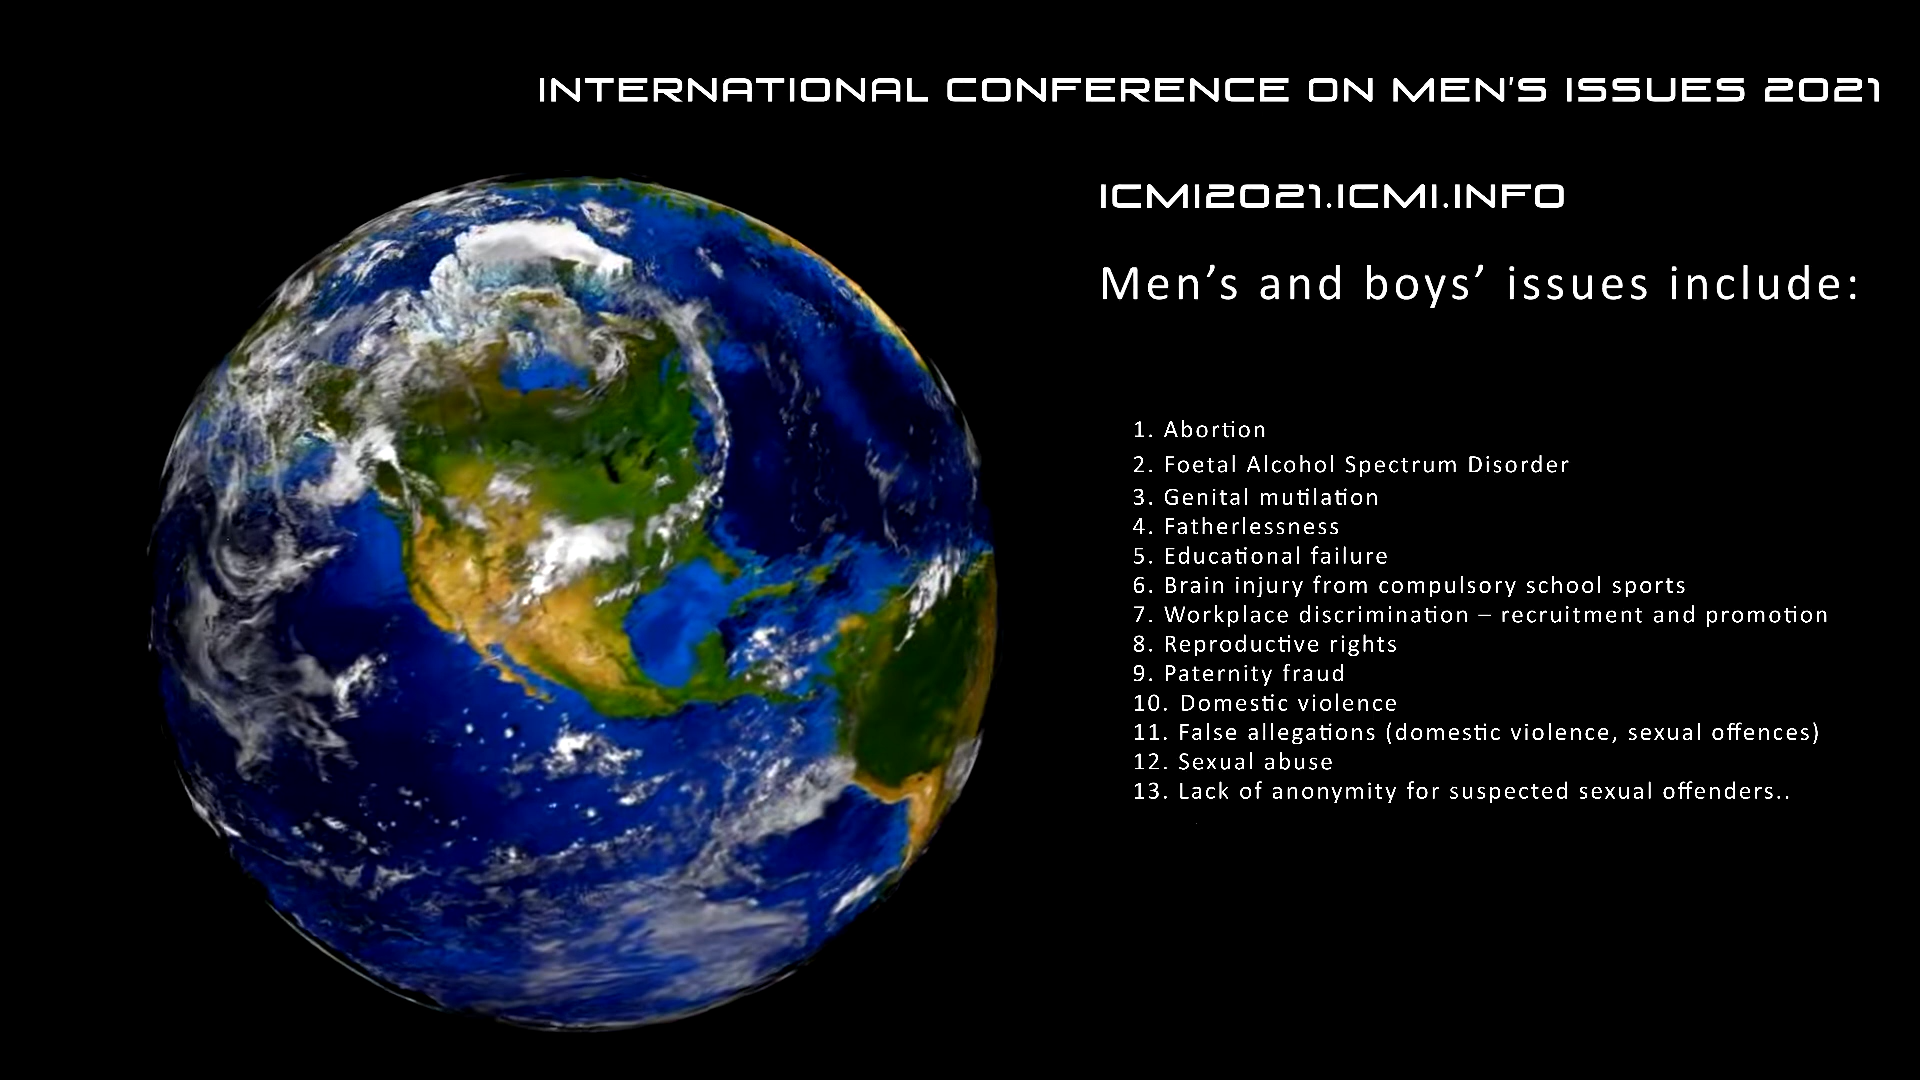 INTERNATIONAL CONFERENCE ON MEN'S ISSUES 2021
ICMI2021.ICMI.INFO
Men’s and boys’ issues include:
1. Abortion
2. Foetal Alcohol Spectrum Disorder
3. Genital mutilation
4. Fatherlessness
5. Educational failure
6. Brain injury from compulsory school sports
7. Workplace discrimination – recruitment and promotion
8. Reproductive rights
9. Paternity fraud
10. Domestic violence
11. False allegations (domestic violence, sexual offences)
12. Sexual abuse
13. Lack of anonymity for suspected sexual offenders..